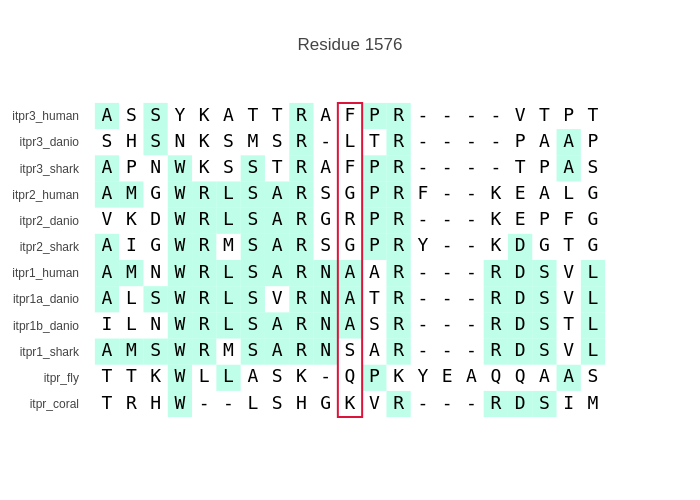 Residue 1576
itpr3_human A S S Y K A T T R A F P R - - - - V T P T
itpr3_danio S H S N K S M S R - L T R - - - - P A A P
itpr3_shark A P N W K S S T R A F P R - - - - T P A S
itpr2_human A M G W R L S A R S G P R F - - K E A L G
itpr2_danio V K D W R L S A R G R P R - - - K E P F G
itpr2_shark A I G W R M S A R S G P R Y - - K D G T G
itpr1_human A M N W R L S A R N A A R - - - R D S V L
itpr1a_danio A L S W R L S V R N A T R - - - R D S V L
itpr1b_danio I L N W R L S A R N A S R - - - R D S T L
itpr1_shark A M S W R M S A R N S A R - - - R D S V L
itpr_fly T T K W L L A S K - Q P K Y E A Q Q A A S
itpr_coral T R H W - - L S H G K V R - - - R D S I M